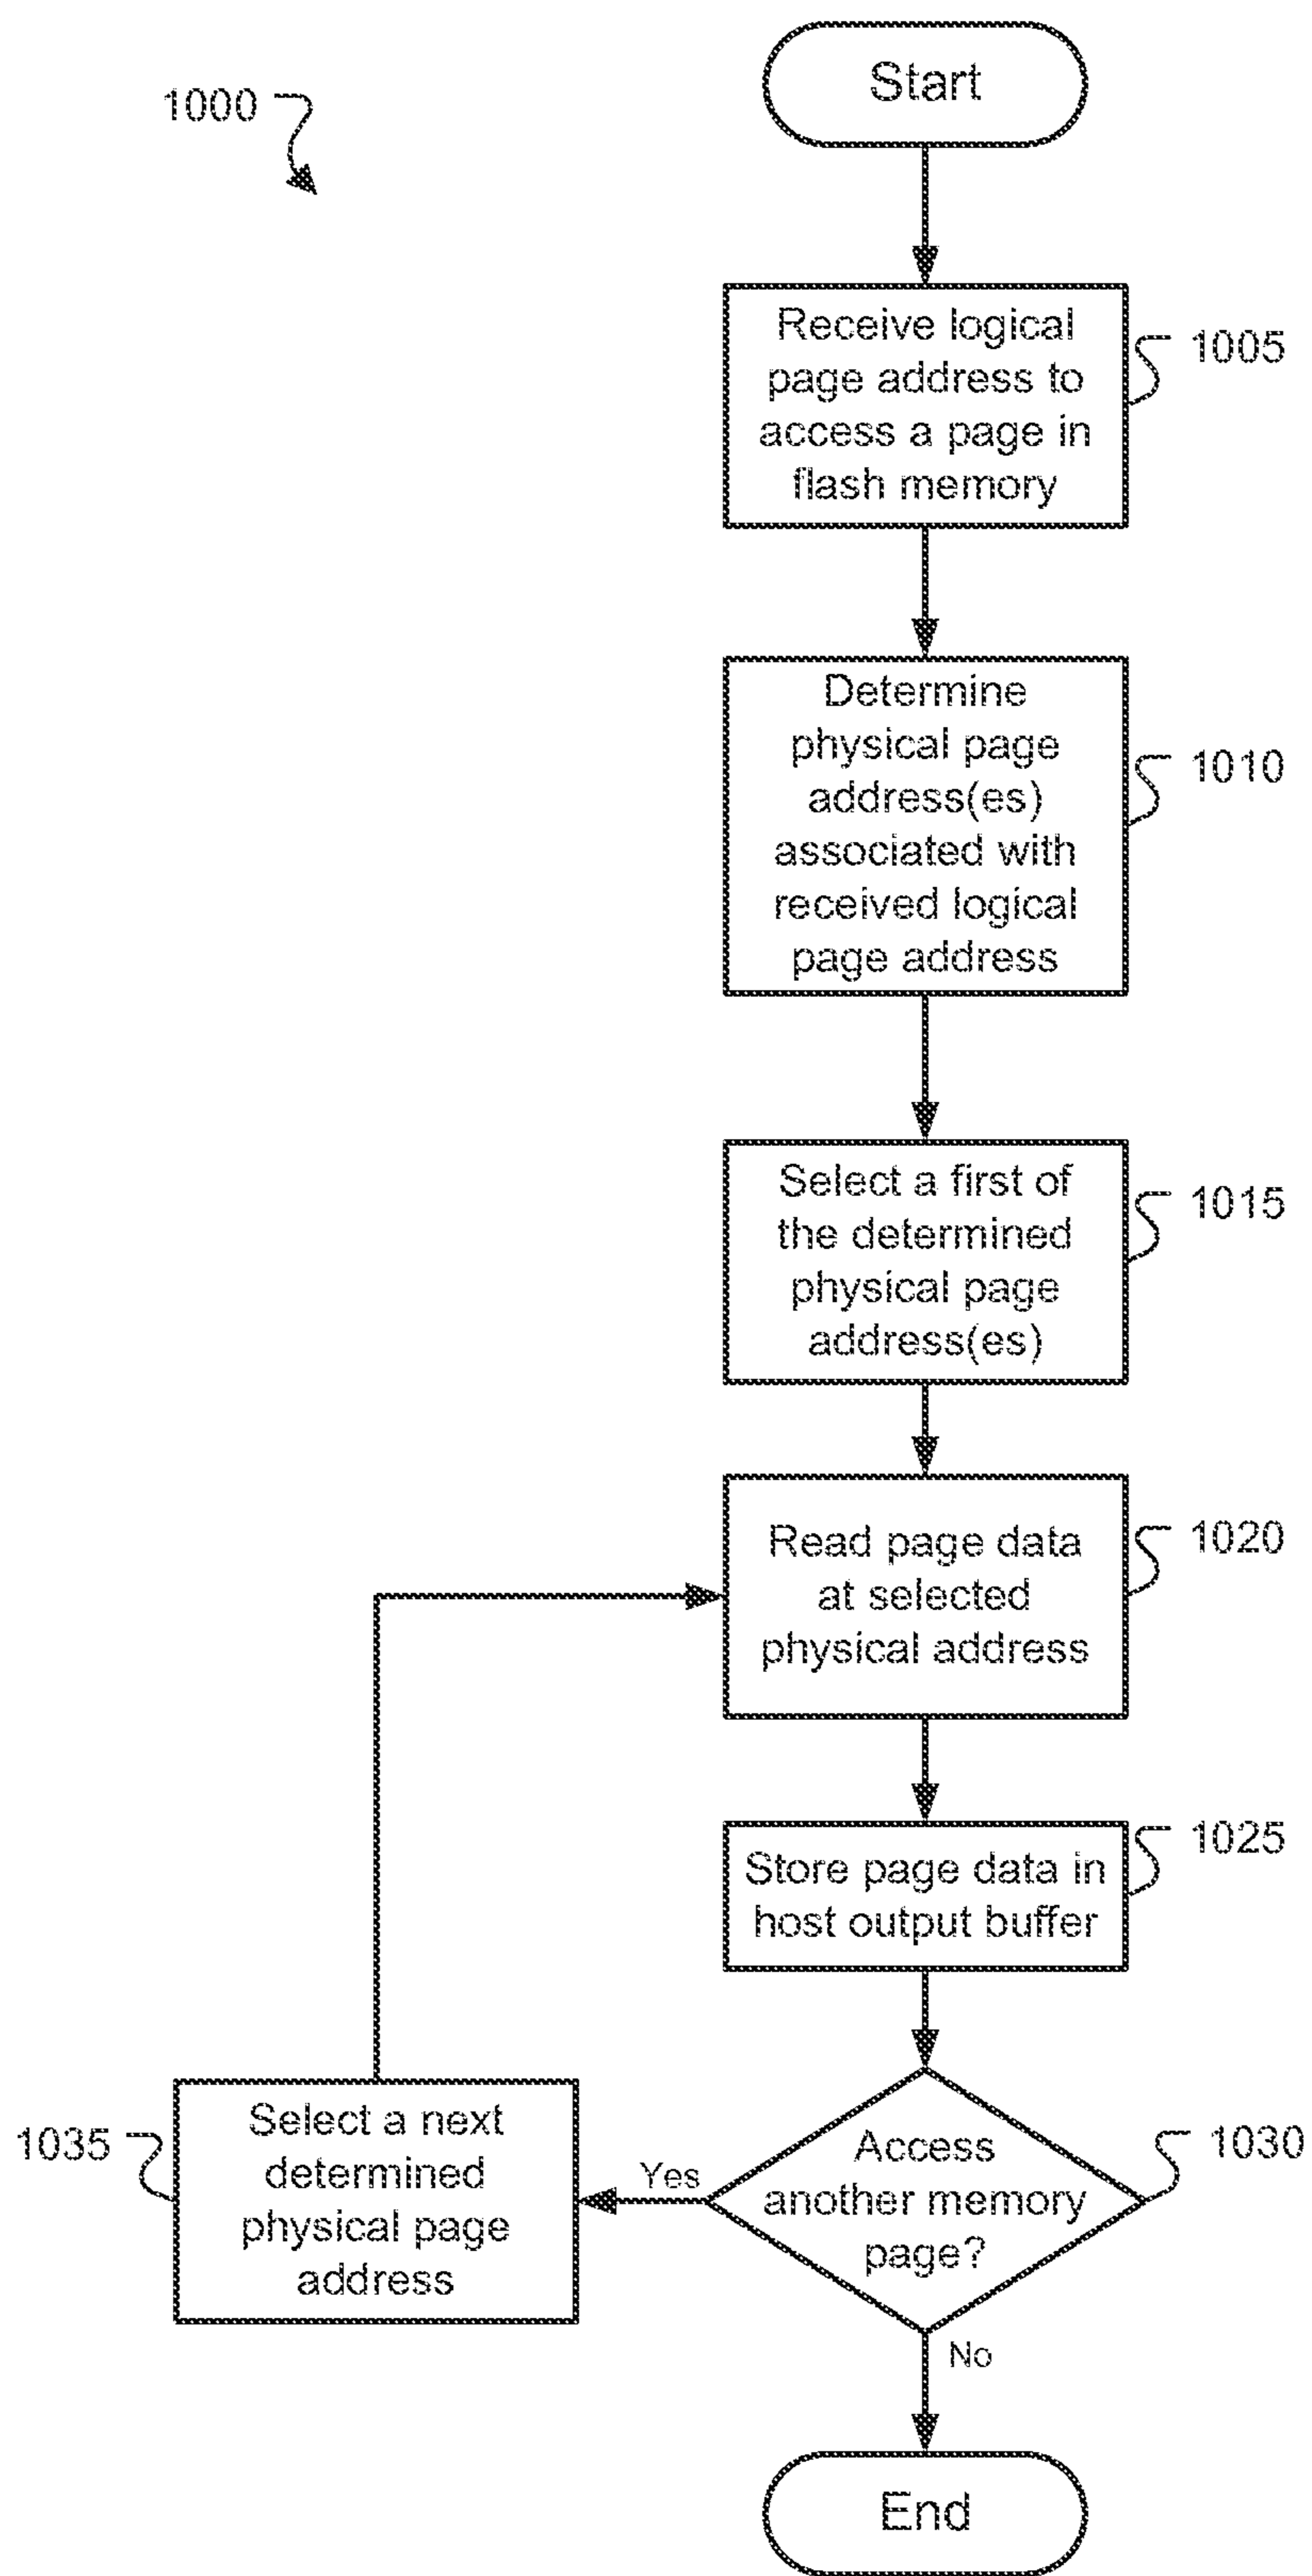 Start
1000
Receive logical
page address to
access a page in
flash memory
1005
Determine
physical page
address(es)
associated with
received logical
page address
1010
Select a first of
the determined
physical page
address(es)
1015
Read page data
at selected
physical address
1020
Store page data in
host output buffer
1025
Access
another memory
page?
1030
Yes
Select a next
determined
physical page
address
1035
No
End